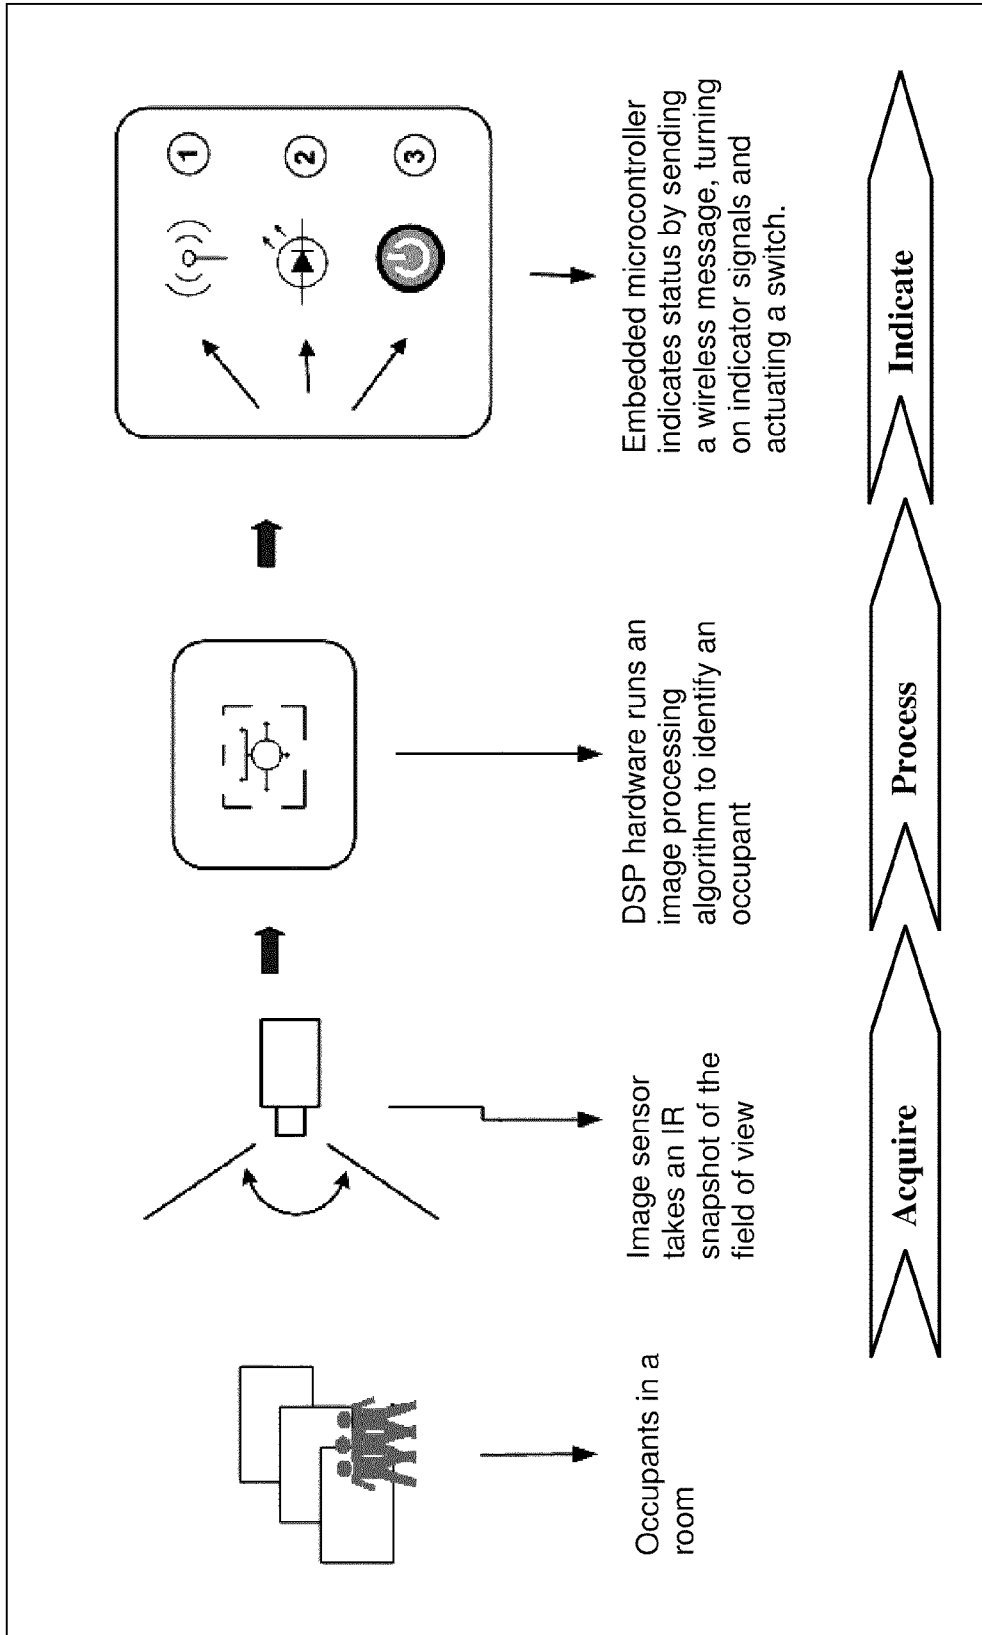 1
2
3
Occupants in a
room
Image sensor
takes an IR
snapshot of the
field of view
DSP hardware runs an
image processing
algorithm to identify an
occupant
Embedded microcontroller
indicates status by sending
a wireless message, turning
on indicator signals and
actuating a switch.
Acquire
Process
Indicate